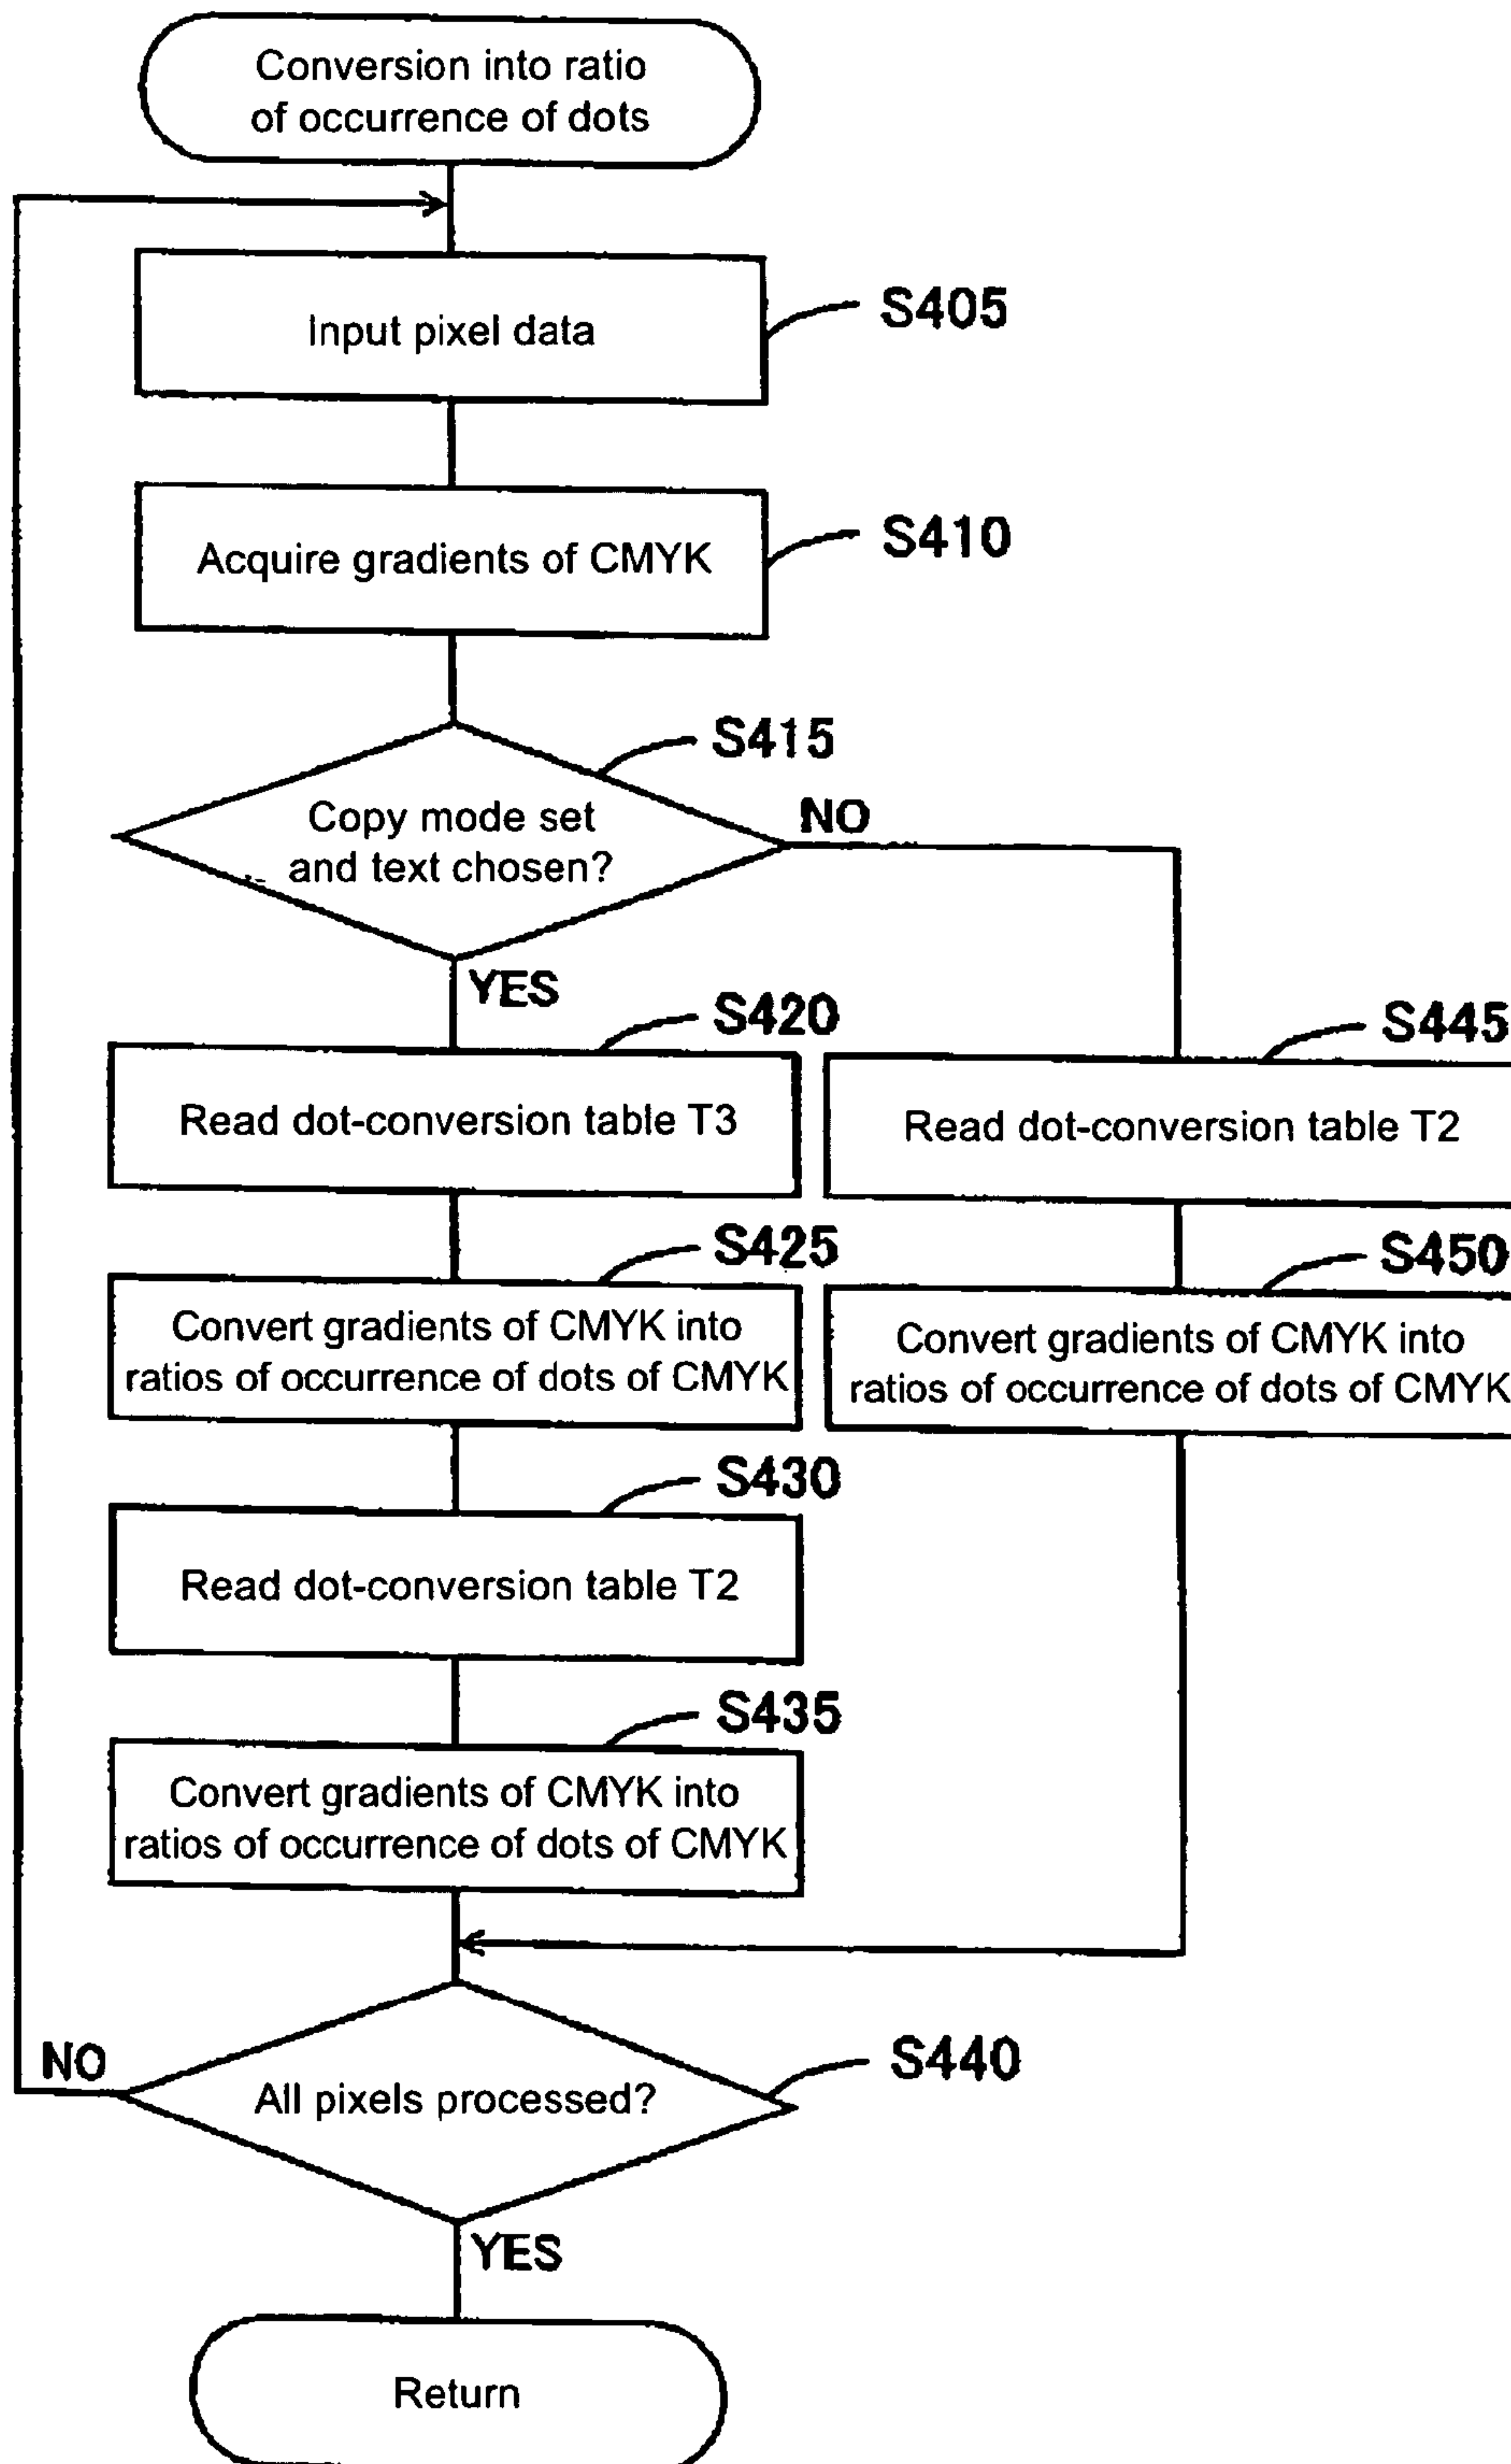 Conversion into ratio
of occurrence of dots
Input pixel data
S405
Acquire gradients of CMYK
S410
S415
Copy mode set
and text chosen?
NO
YES
S420
Read dot-conversion table T3
S445
Read dot-conversion table T2
S425
Convert gradients of CMYK into
ratios of occurrence of dots of CMYK
S450
Convert gradients of CMYK into
ratios of occurrence of dots of CMYK
S430
Read dot-conversion table T2
S435
Convert gradients of CMYK into
ratios of occurrence of dots of CMYK
NO
S440
All pixels processed?
YES
Return